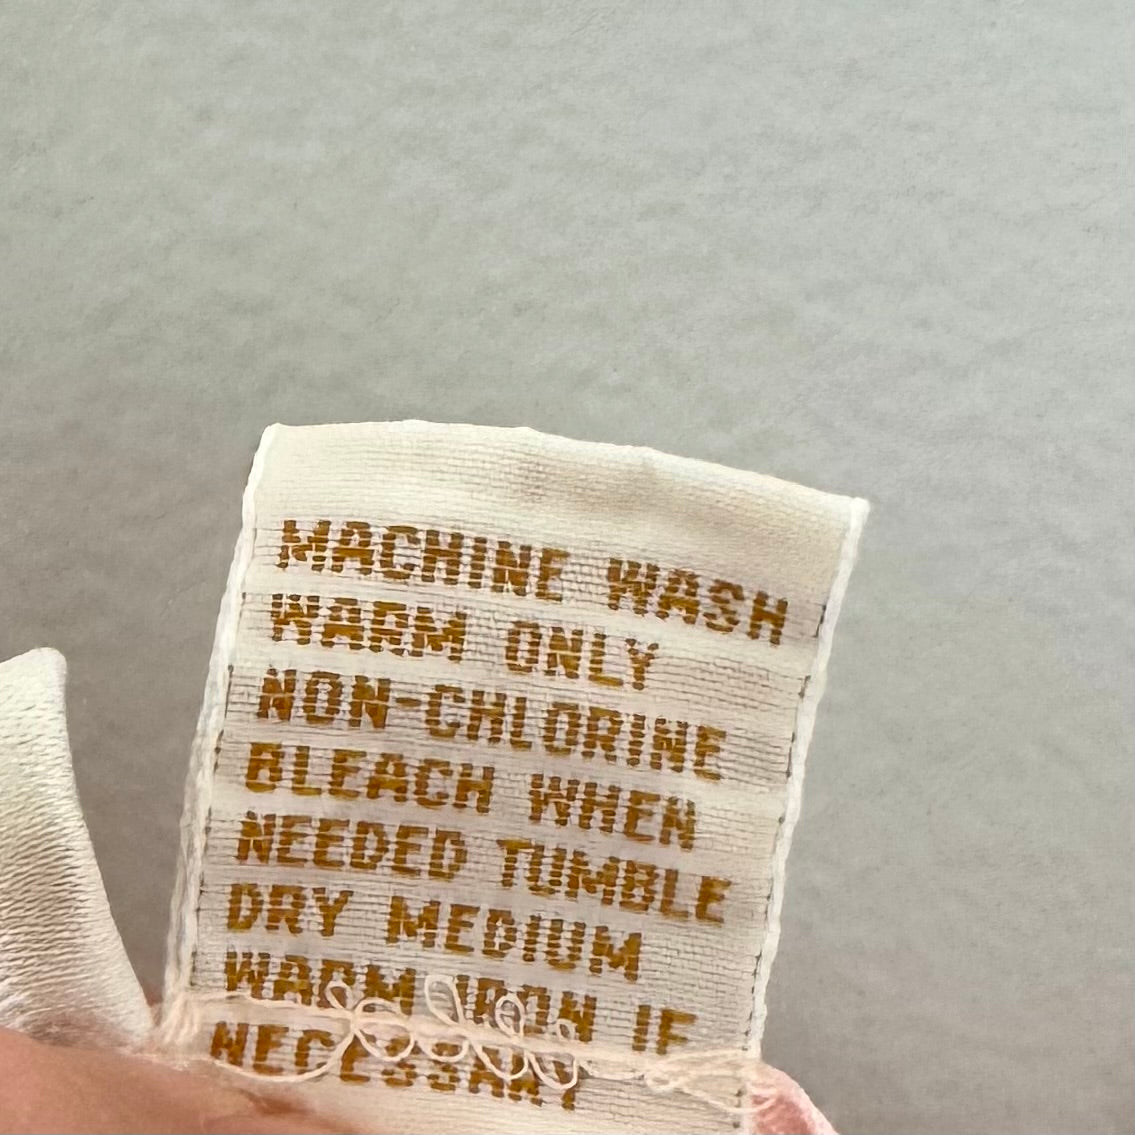 MACHINE WASH
WARM ONLY
NON-CHLORINE
BLEACH WHEN
NEEDED TUMBLE
DRY MEDIUM
WARM IRON IF
NECESSARY